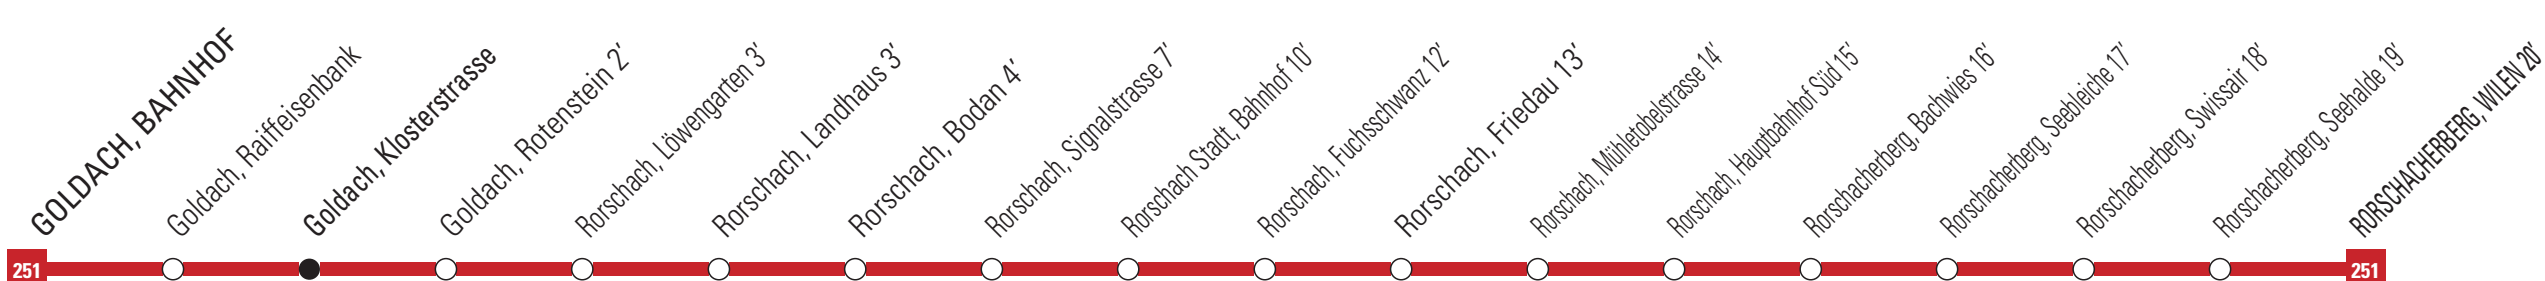 GOLDACH, BAHNHOF
Goldach, Raiffeisenbank
Goldach, Klosterstrasse
Goldach, Rotenstein 2'
Rorschach, Löwengarten 3'
Rorschach, Landhaus 3'
Rorschach, Bodan 4'
Rorschach, Signalstrasse 7'
Rorschach Stadt, Bahnhof 10'
Rorschach, Fuchsschwanz 12'
Rorschach, Friedau 13'
Rorschach, Mühletobelstrasse 14'
Rorschach, Hauptbahnhof Süd 15'
Rorschacherberg, Bachwies 16'
Rorschacherberg, Seebleiche 17'
Rorschacherberg, Swissair 18'
Rorschacherberg, Seehalde 19'
RORSCHACHERBERG, WILEN 20'
251
251